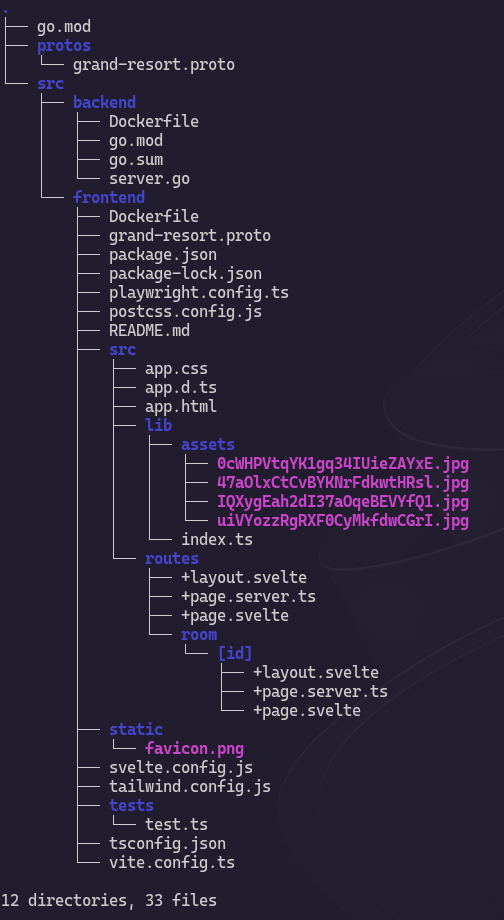 .
├── go.mod
├── protos
│   └── grand-resort.proto
└── src
    ├── backend
    │   ├── Dockerfile
    │   ├── go.mod
    │   ├── go.sum
    │   └── server.go
    └── frontend
        ├── Dockerfile
        ├── grand-resort.proto
        ├── package.json
        ├── package-lock.json
        ├── playwright.config.ts
        ├── postcss.config.js
        ├── README.md
        ├── src
        │   ├── app.css
        │   ├── app.d.ts
        │   ├── app.html
        │   ├── lib
        │   │   ├── assets
        │   │   │   ├── 0cWHPVtqYK1gq34IUieZAYxE.jpg
        │   │   │   ├── 47aOlxCtCvBYKNrFdkwtHRsl.jpg
        │   │   │   ├── IQXygEah2dI37aOqeBEVYfQ1.jpg
        │   │   │   └── uiVYozzRgRXF0CyMkfdwCGrI.jpg
        │   │   └── index.ts
        │   └── routes
        │       ├── +layout.svelte
        │       ├── +page.server.ts
        │       ├── +page.svelte
        │       └── room
        │           └── [id]
        │               ├── +layout.svelte
        │               ├── +page.server.ts
        │               └── +page.svelte
        ├── static
        │   └── favicon.png
        ├── svelte.config.js
        ├── tailwind.config.js
        ├── tests
        │   └── test.ts
        ├── tsconfig.json
        └── vite.config.ts

12 directories, 33 files